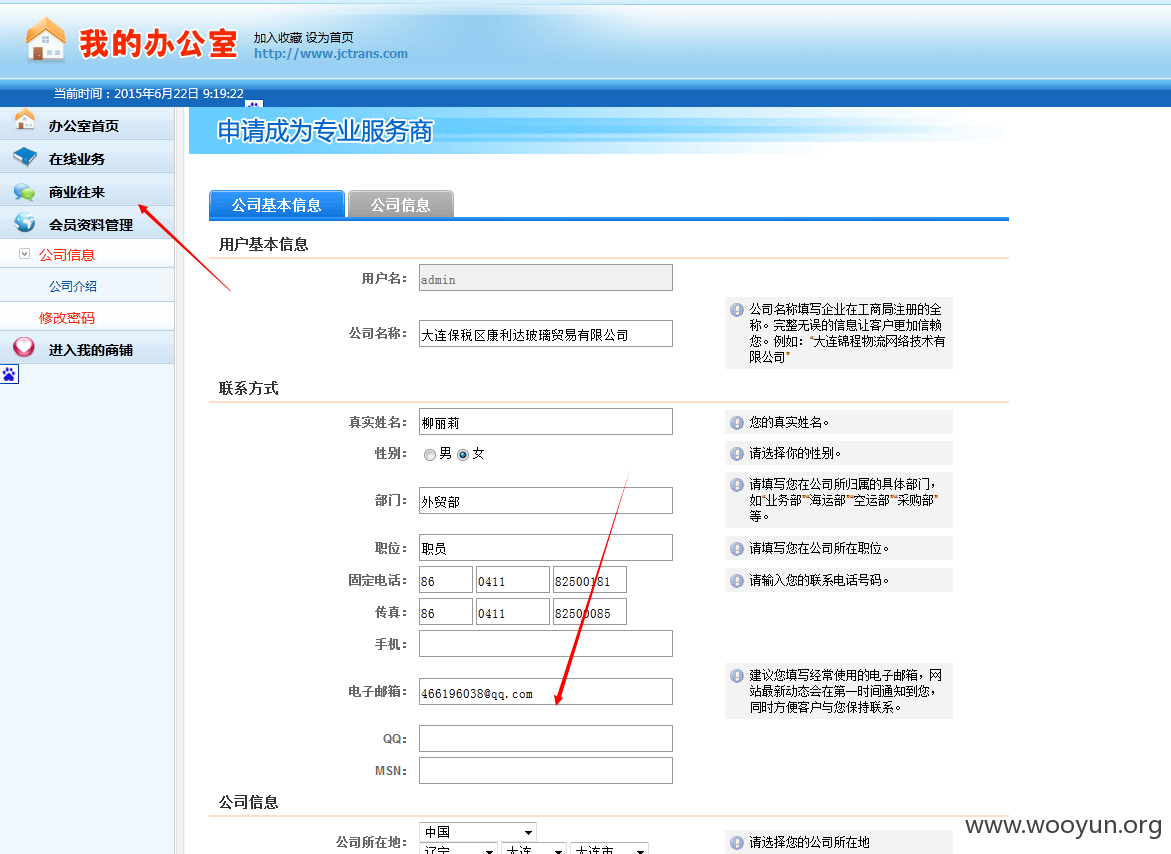 我的办公室
加入收藏 设为首页
http://www.jctrans.com
当前时间：2015年6月22日 9:19:22
办公室首页
在线业务
商业往来
会员资料管理
公司信息
公司介绍
修改密码
进入我的商铺
申请成为专业服务商
公司基本信息 公司信息
用户基本信息
用户名： admin
公司名称： 大连保税区康利达玻璃贸易有限公司
公司名称填写企业在工商局注册的全
称。完整无误的信息让客户更加信赖
您。例如：“大连锦程物流网络技术有
限公司”
联系方式
真实姓名： 柳丽莉 您的真实姓名。
性别： 男 女 请选择你的性别。
部门： 外贸部
请填写您在公司所归属的具体部门，
如“业务部”“海运部”“空运部”“采购部”
等。
职位： 职员 请填写您在公司所在职位。
固定电话： 86 0411 82500181 请输入您的联系电话号码。
传真： 86 0411 82500085
手机：
电子邮箱： 466196038@qq.com
建议您填写经常使用的电子邮箱，网
站最新动态会在第一时间通知到您，
同时方便客户与您保持联系。
QQ：
MSN：
公司信息
公司所在地： 中国 请选择您的公司所在地
辽宁 大连 大连市
www.wooyun.org